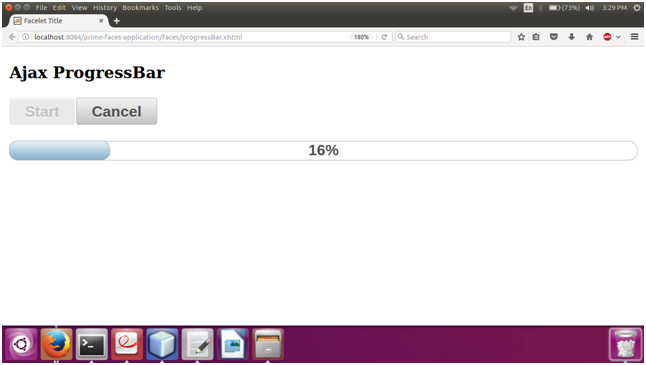 File Edit View History Bookmarks Tools Help
En (73%) 3:29 PM
Facelet Title
localhost:8084/prime-faces-application/faces/progressBar.xhtml 180% Search
Ajax ProgressBar
Start Cancel
16%